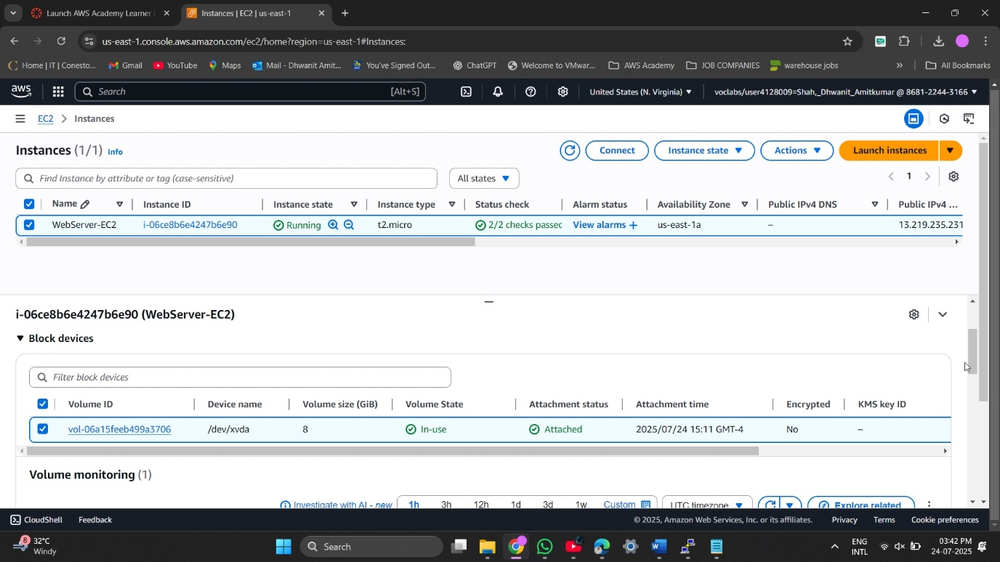 Launch AWS Academy Learner
Instances | EC2 | us-east-1
us-east-1.console.aws.amazon.com/ec2/home?region=us-east-1#Instances:
Home | IT | Conesto...
Gmail
YouTube
Maps
Mail - Dhwanit Amit...
You've Signed Out...
ChatGPT
Welcome to VMwar...
AWS Academy
JOB COMPANIES
warehouse jobs
»
All Bookmarks
aws
Search
[Alt+S]
United States (N. Virginia)
voclabs/user4128009=Shah,_Dhwanit_Amitkumar @ 8681-2244-3166
EC2 > Instances
Instances (1/1) Info
Connect
Instance state
Actions
Launch instances
Find Instance by attribute or tag (case-sensitive)
All states
1
Name
Instance ID
Instance state
Instance type
Status check
Alarm status
Availability Zone
Public IPv4 DNS
Public IPv4 ...
WebServer-EC2
i-06ce8b6e4247b6e90
Running
t2.micro
2/2 checks passec
View alarms +
us-east-1a
–
13.219.235.231
i-06ce8b6e4247b6e90 (WebServer-EC2)
Block devices
Filter block devices
Volume ID
Device name
Volume size (GiB)
Volume State
Attachment status
Attachment time
Encrypted
KMS key ID
vol-06a15feeb499a3706
/dev/xvda
8
In-use
Attached
2025/07/24 15:11 GMT-4
No
–
Volume monitoring (1)
Investigate with AI - new
1h
3h
12h
1d
3d
1w
Custom
UTC timezone
Explore related
CloudShell
Feedback
© 2025, Amazon Web Services, Inc. or its affiliates.
Privacy
Terms
Cookie preferences
8
32°C
Windy
Search
ENG
INTL
03:42 PM
24-07-2025